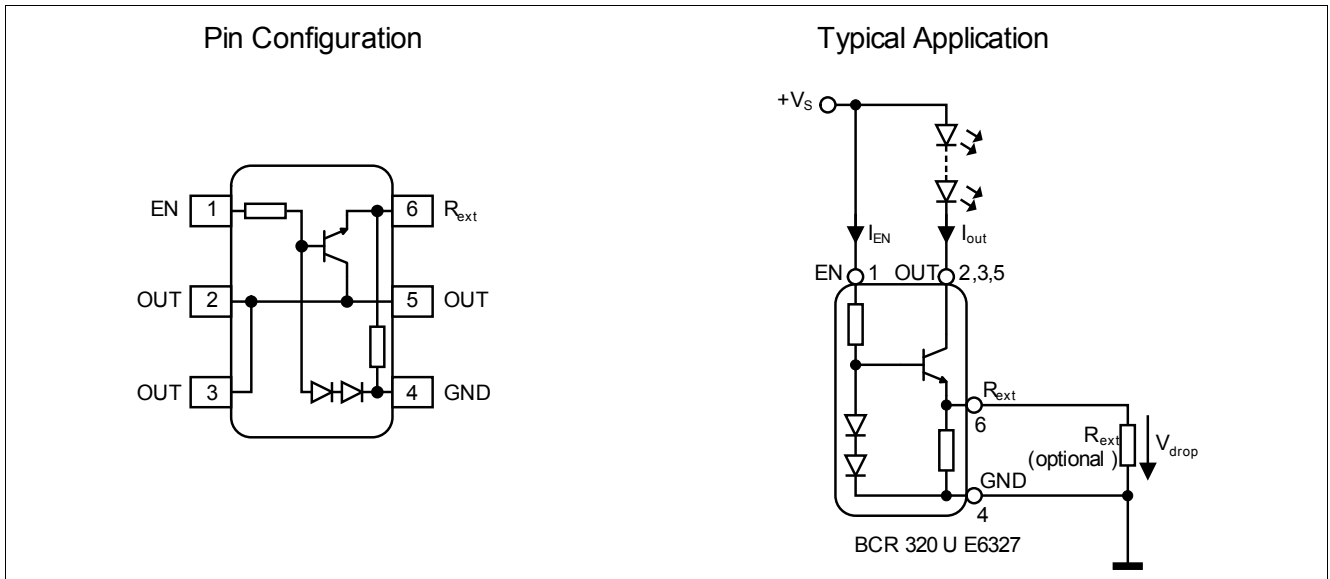 Pin Configuration
Typical Application
EN 1
6 Rext
OUT 2
5 OUT
OUT 3
4 GND
+VS
IEN
Iout
EN 1 OUT 2,3,5
Rext
6
Rext
(optional )
Vdrop
GND
4
BCR 320 U E6327